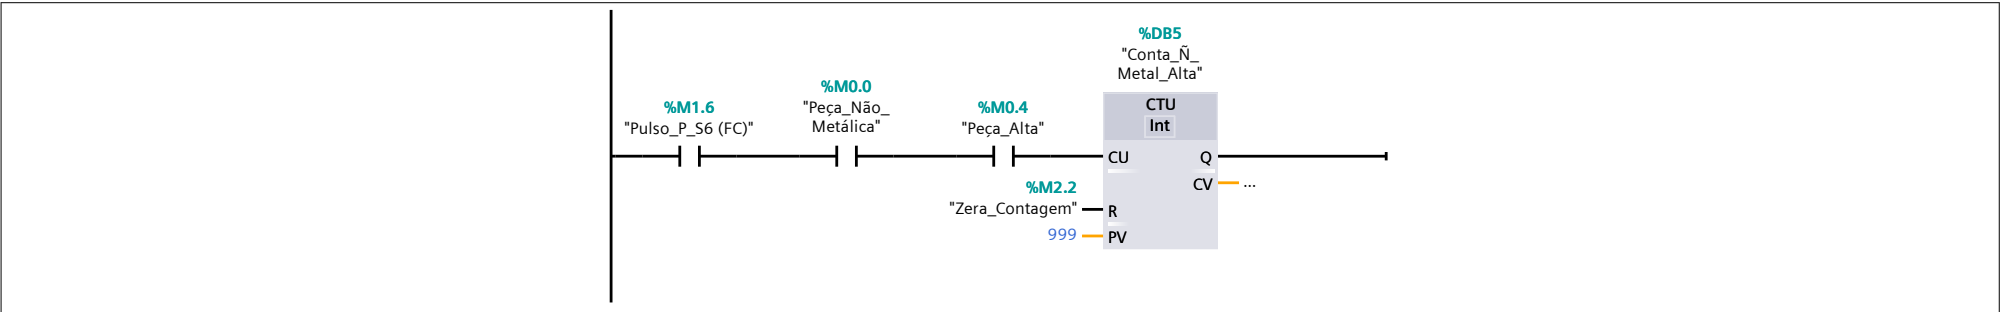 %DB5
"Conta_Ñ_
Metal_Alta"
%M1.6
"Pulso_P_S6 (FC)"
%M0.0
"Peça_Não_
Metálica"
%M0.4
"Peça_Alta"
CTU
Int
CU
Q
CV
...
%M2.2
"Zera_Contagem"
R
999
PV